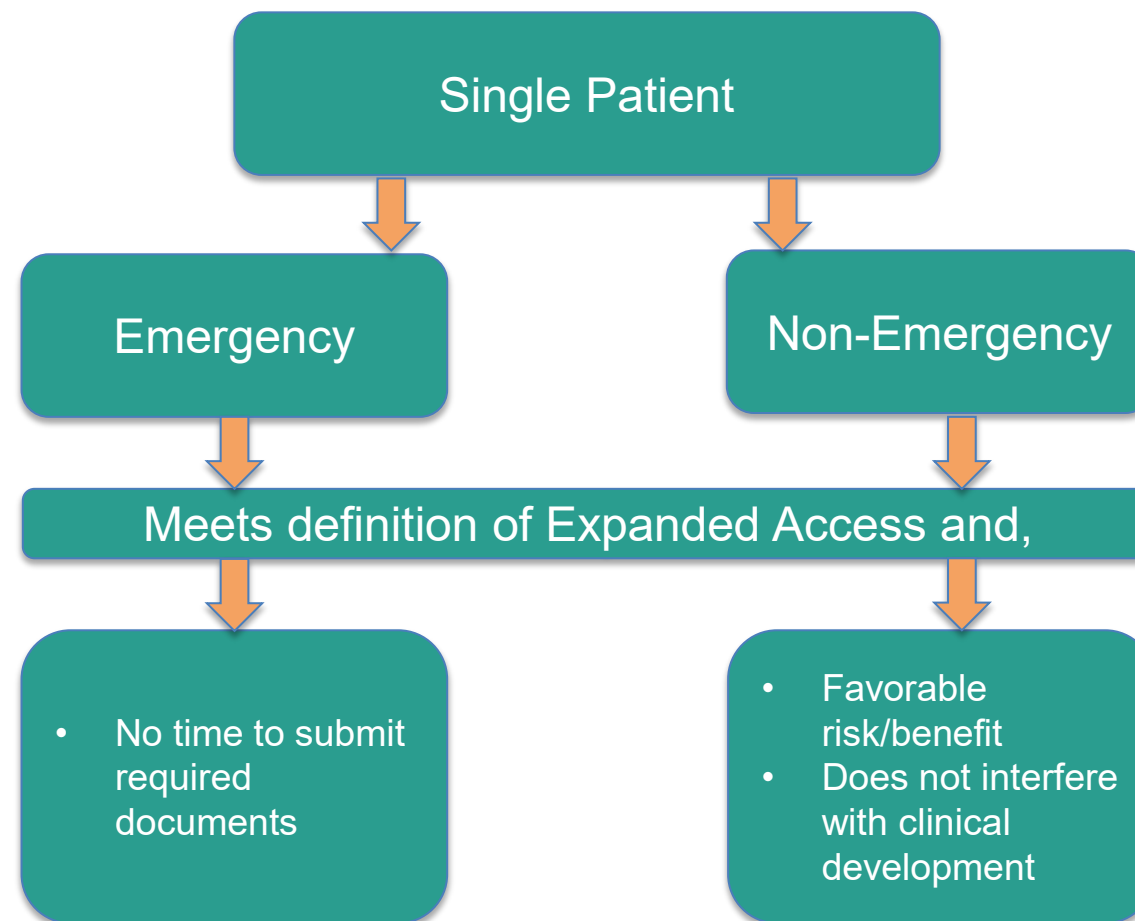 Single Patient
Emergency
Non-Emergency
Meets definition of Expanded Access and,
• No time to submit
required
documents
• Favorable
risk/benefit
• Does not interfere
with clinical
development